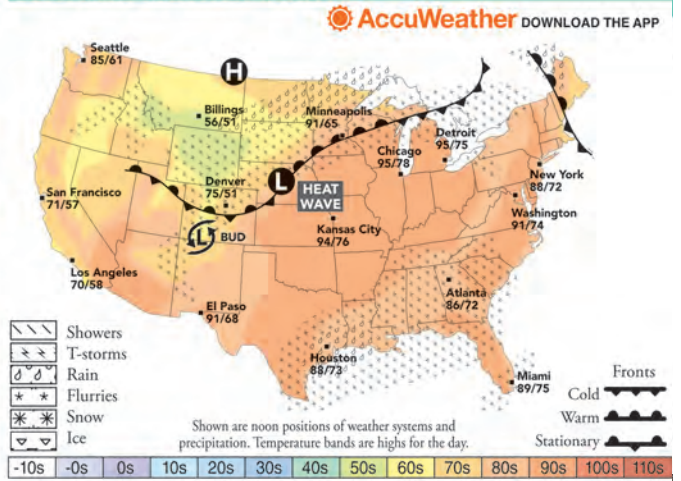 AccuWeather DOWNLOAD THE APP
Seattle
85/61
H
Billings
56/51
Minneapolis
91/65
Detroit
95/75
Chicago
95/78
New York
88/72
Denver
75/51
L
HEAT
WAVE
San Francisco
71/57
Washington
91/74
Kansas City
94/76
L BUD
Los Angeles
70/58
Atlanta
86/72
El Paso
91/68
Houston
88/73
Miami
89/75
Showers
T-storms
Rain
Flurries
Snow
Ice
Fronts
Cold
Warm
Stationary
Shown are noon positions of weather systems and
precipitation. Temperature bands are highs for the day.
-10s -0s 0s 10s 20s 30s 40s 50s 60s 70s 80s 90s 100s 110s